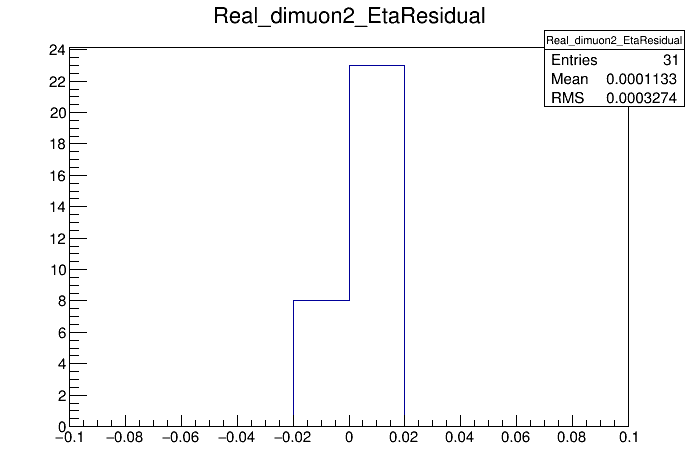 Real_dimuon2_EtaResidual
Real_dimuon2_EtaResidual
Entries 31
Mean 0.0001133
RMS 0.0003274
24
22
20
18
16
14
12
10
8
6
4
2
0
−0.1 −0.08 −0.06 −0.04 −0.02 0 0.02 0.04 0.06 0.08 0.1